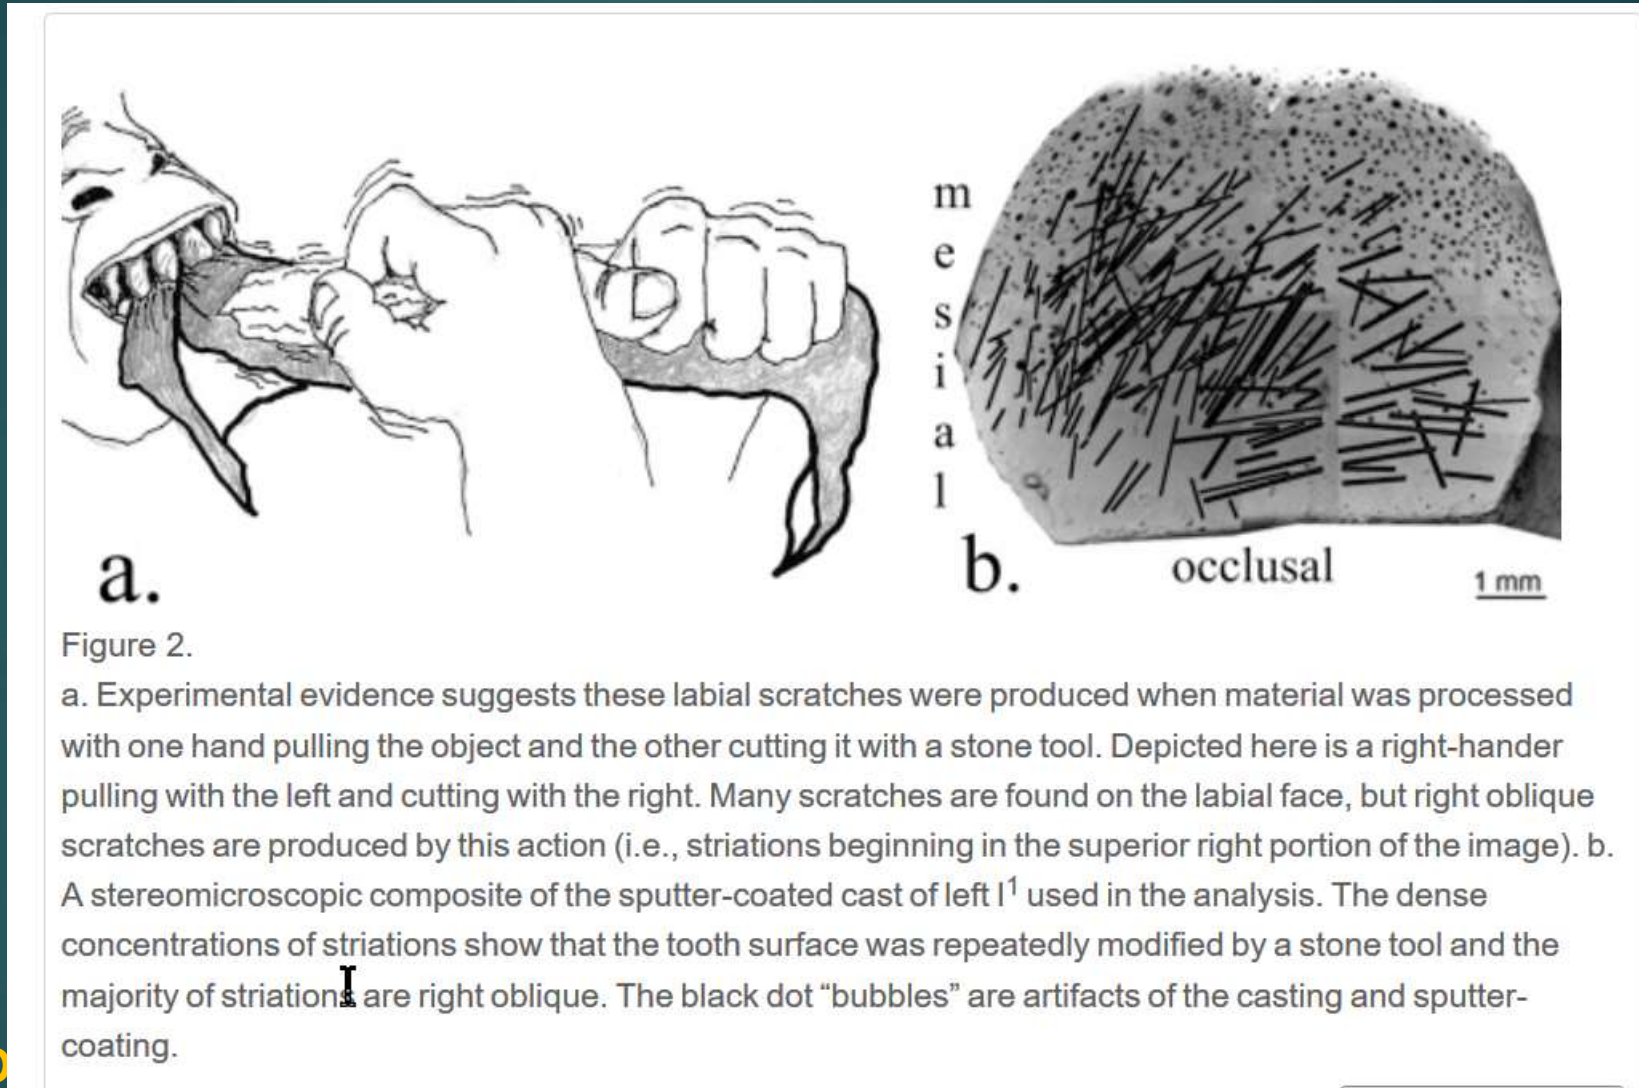 m
e
s
i
a
l
a.
b.
occlusal
1 mm
Figure 2.
a. Experimental evidence suggests these labial scratches were produced when material was processed
with one hand pulling the object and the other cutting it with a stone tool. Depicted here is a right-hander
pulling with the left and cutting with the right. Many scratches are found on the labial face, but right oblique
scratches are produced by this action (i.e., striations beginning in the superior right portion of the image). b.
A stereomicroscopic composite of the sputter-coated cast of left I¹ used in the analysis. The dense
concentrations of striations show that the tooth surface was repeatedly modified by a stone tool and the
majority of striations are right oblique. The black dot “bubbles” are artifacts of the casting and sputter-
coating.